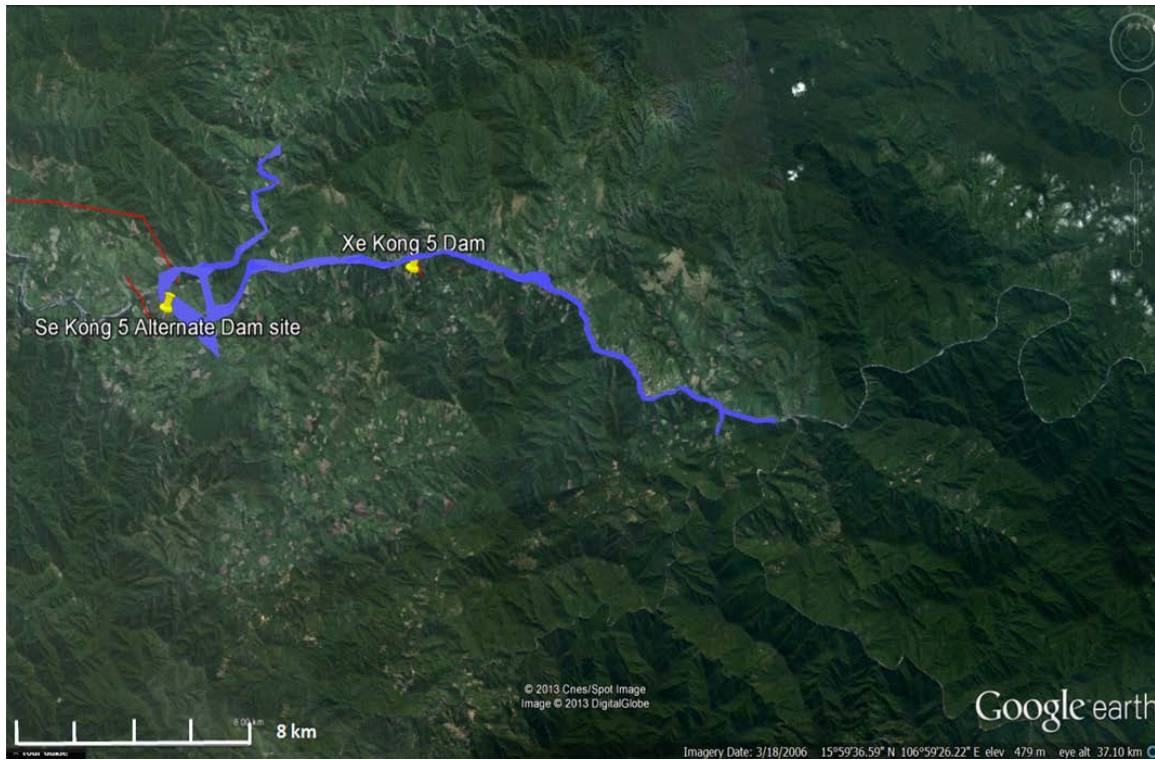 Xe Kong 5 Dam
Se Kong 5 Alternate Dam site
© 2013 Cnes/Spot Image
Image © 2013 DigitalGlobe
Google earth
8 km
Imagery Date: 3/18/2006 15°59'36.59" N 106°59'26.22" E elev 479 m eye alt 37.10 km